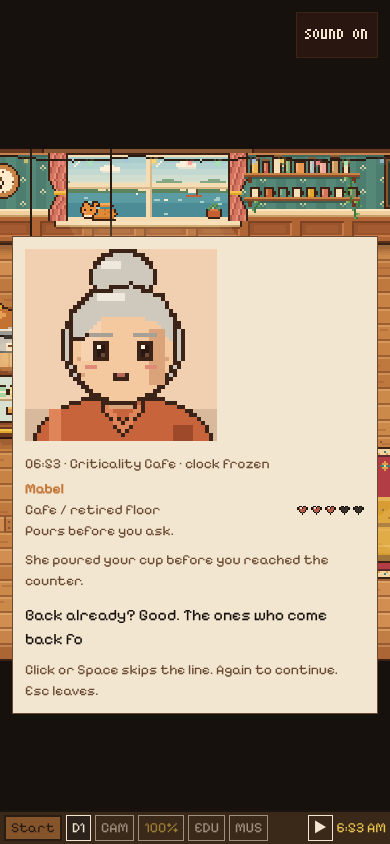 SOUND ON
06:53 · Criticality Cafe · clock frozen
Mabel
Cafe / retired floor
Pours before you ask.
She poured your cup before you reached the
counter.
Back already? Good. The ones who come
back fo
Click or Space skips the line. Again to continue.
Esc leaves.
Start D1 CAM 100% EDU MUS 6:53 AM